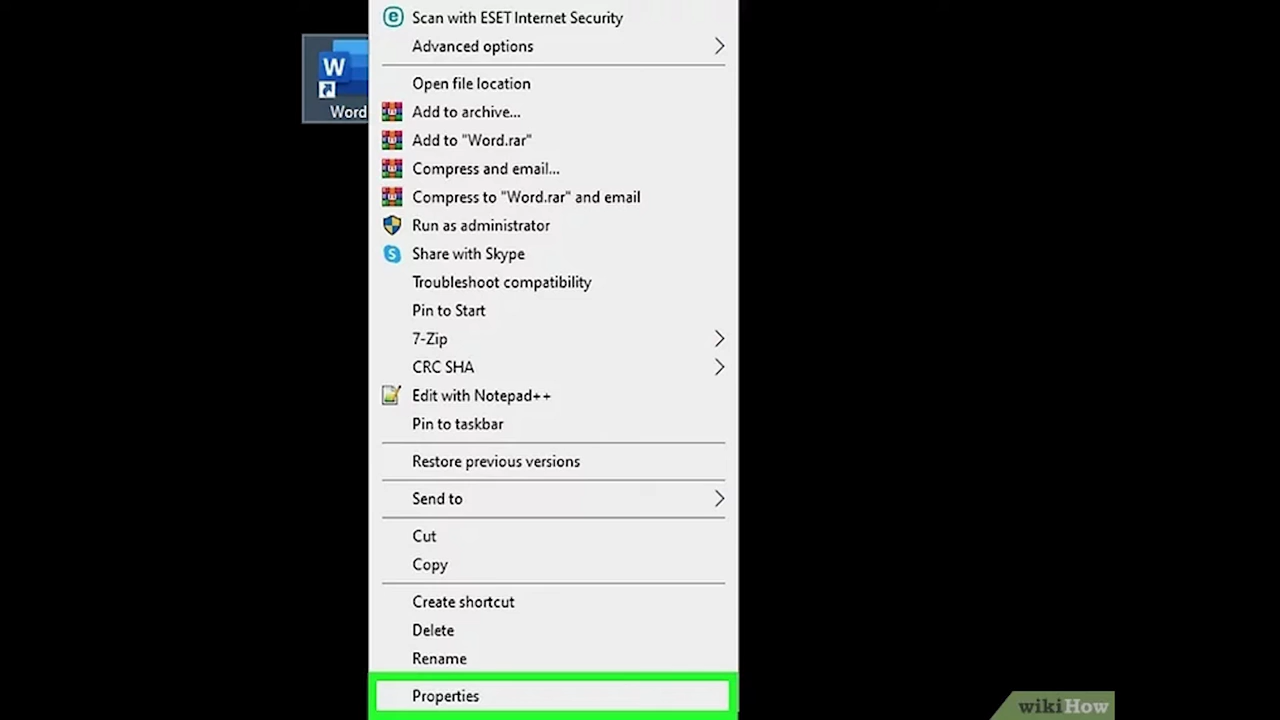 Scan with ESET Internet Security
Advanced options
W
Word
Open file location
Add to archive...
Add to "Word.rar"
Compress and email...
Compress to "Word.rar" and email
Run as administrator
Share with Skype
Troubleshoot compatibility
Pin to Start
7-Zip
CRC SHA
Edit with Notepad++
Pin to taskbar
Restore previous versions
Send to
Cut
Copy
Create shortcut
Delete
Rename
Properties
wikiHow